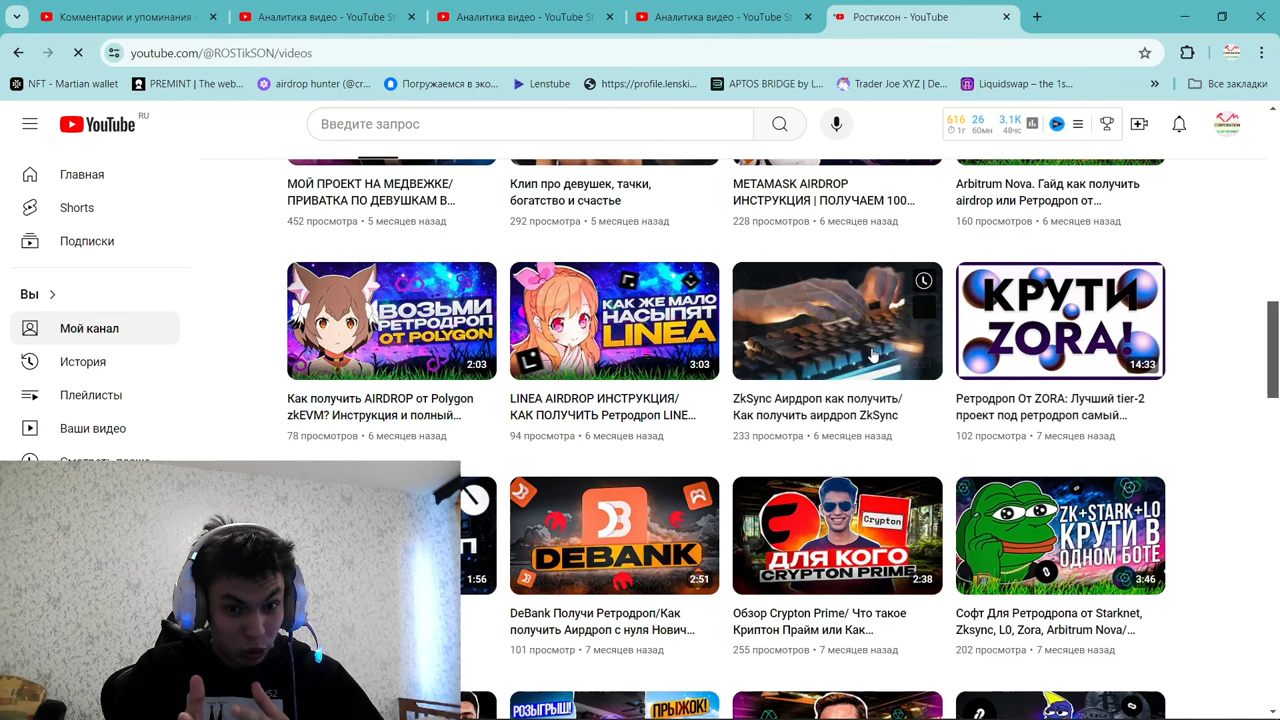 Комментарии и упоминания -
Аналитика видео - YouTube St
Аналитика видео - YouTube St
Аналитика видео - YouTube St
Ростиксон - YouTube
youtube.com/@ROSTikSON/videos
NFT - Martian wallet
PREMINT | The web...
airdrop hunter (@cr...
Погружаемся в эко...
Lenstube
https://profile.lenski...
APTOS BRIDGE by L...
Trader Joe XYZ | De...
Liquidswap – the 1s...
»
Все закладки
YouTube RU
Введите запрос
616 26 3.1K
1г 60мн 48чс
Главная
Shorts
Подписки
Вы >
Мой канал
История
Плейлисты
Ваши видео
МОЙ ПРОЕКТ НА МЕДВЕЖКЕ/
ПРИВАТКА ПО ДЕВУШКАМ В...
452 просмотра • 5 месяцев назад
Клип про девушек, тачки,
богатство и счастье
292 просмотра • 5 месяцев назад
METAMASK AIRDROP
ИНСТРУКЦИЯ | ПОЛУЧАЕМ 100...
228 просмотров • 6 месяцев назад
Arbitrum Nova. Гайд как получить
airdrop или Ретродроп от...
160 просмотров • 6 месяцев назад
ВОЗЬМИ
РЕТРОДРОП
ОТ POLYGON
2:03
Как получить AIRDROP от Polygon
zkEVM? Инструкция и полный...
78 просмотров • 6 месяцев назад
КАК ЖЕ МАЛО
НАСЫПЯТ
LINEA
3:03
LINEA AIRDROP ИНСТРУКЦИЯ/
КАК ПОЛУЧИТЬ Ретродроп LINE...
94 просмотра • 6 месяцев назад
ZkSync Аирдроп как получить/
Как получить аирдроп ZkSync
233 просмотра • 6 месяцев назад
КРУТИ
ZORA!
14:33
Ретродроп От ZORA: Лучший tier-2
проект под ретродроп самый...
102 просмотра • 7 месяцев назад
1:56
DEBANK
2:51
DeBank Получи Ретродроп/Как
получить Аирдроп с нуля Нович...
101 просмотр • 7 месяцев назад
Crypton
ДЛЯ КОГО
CRYPTON PRIME
2:38
Обзор Crypton Prime/ Что такое
Криптон Прайм или Как...
255 просмотров • 7 месяцев назад
ZK+STARK+LO
КРУТИ В
ОДНОМ БОТЕ
3:46
Софт Для Ретродропа от Starknet,
Zksync, L0, Zora, Arbitrum Nova/...
202 просмотра • 7 месяцев назад
РОЗЫГРЫШ!
ПРЫЖОК!